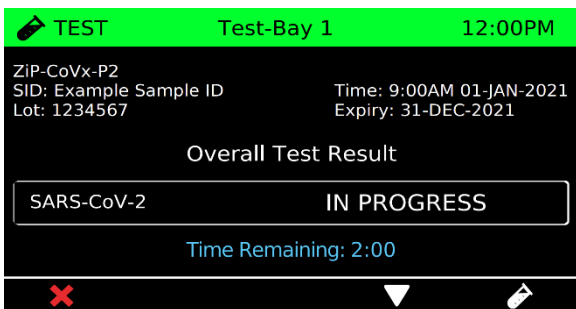 TEST Test-Bay 1 12:00PM
ZiP-CoVx-P2
SID: Example Sample ID Time: 9:00AM 01-JAN-2021
Lot: 1234567 Expiry: 31-DEC-2021
Overall Test Result
SARS-CoV-2 IN PROGRESS
Time Remaining: 2:00